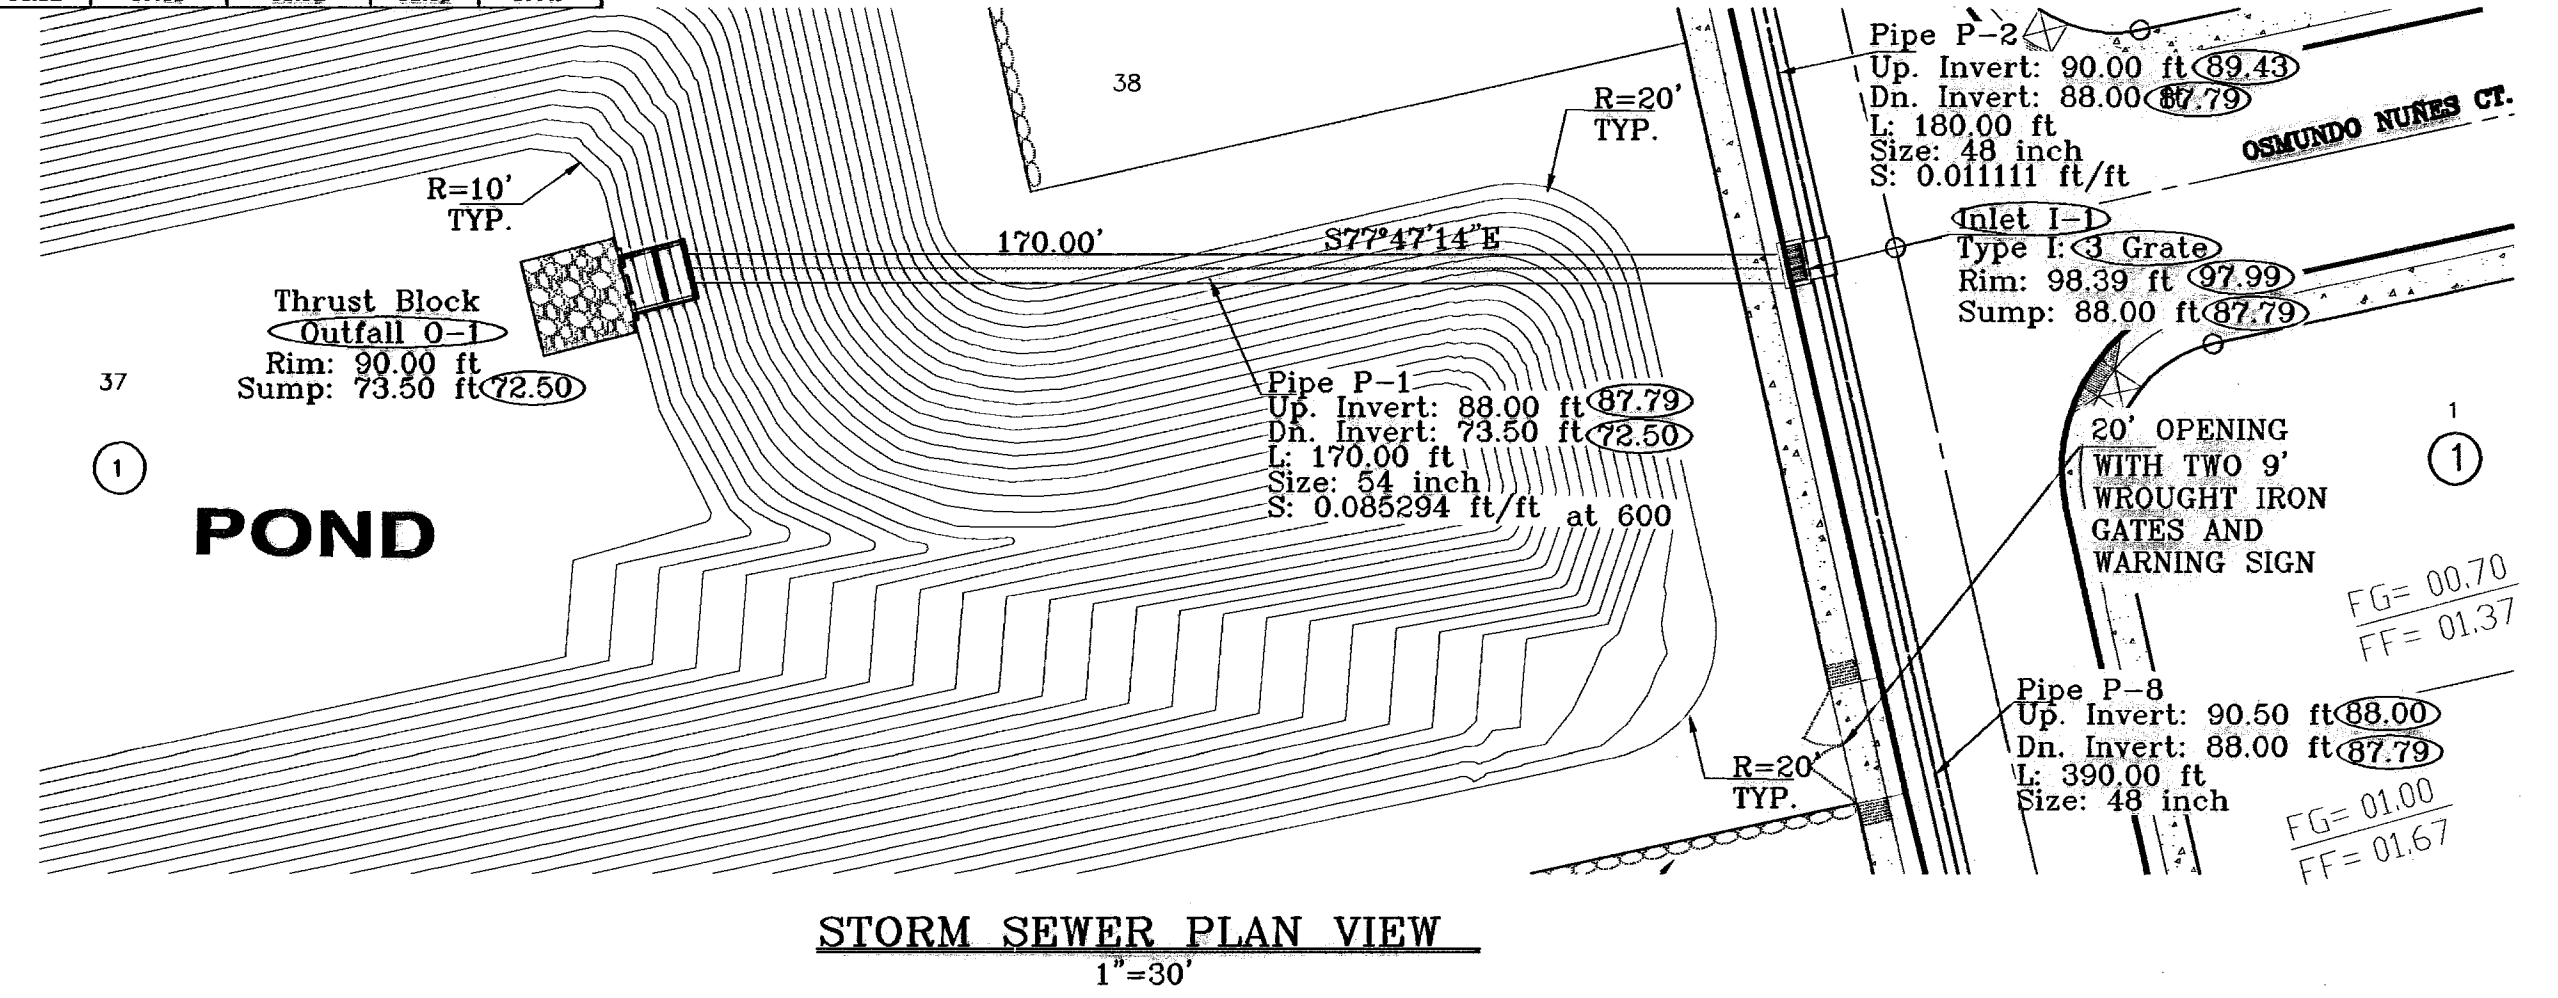 38
R=20'
TYP.
R=10'
TYP.
170.00'
S77°47'14"E
Pipe P-2
Up. Invert: 90.00 ft 89.43
Dn. Invert: 88.00 87.79
L: 180.00 ft
Size: 48 inch
S: 0.011111 ft/ft
OSMUNDO NUNES CT.
Inlet I-1
Type I: 3 Grate
Rim: 98.39 ft 97.99
Sump: 88.00 ft 87.79
Thrust Block
Outfall O-1
Rim: 90.00 ft
Sump: 73.50 ft 72.50
37
1
POND
Pipe P-1
Up. Invert: 88.00 ft 87.79
Dn. Invert: 73.50 ft 72.50
L: 170.00 ft
Size: 54 inch
S: 0.085294 ft/ft
at 600
20' OPENING
WITH TWO 9'
WROUGHT IRON
GATES AND
WARNING SIGN
1
1
FG= 00.70
FF= 01.37
Pipe P-8
Up. Invert: 90.50 ft 88.00
Dn. Invert: 88.00 ft 87.79
L: 390.00 ft
Size: 48 inch
R=20'
TYP.
FG= 01.00
FF= 01.67
STORM SEWER PLAN VIEW
1"=30'